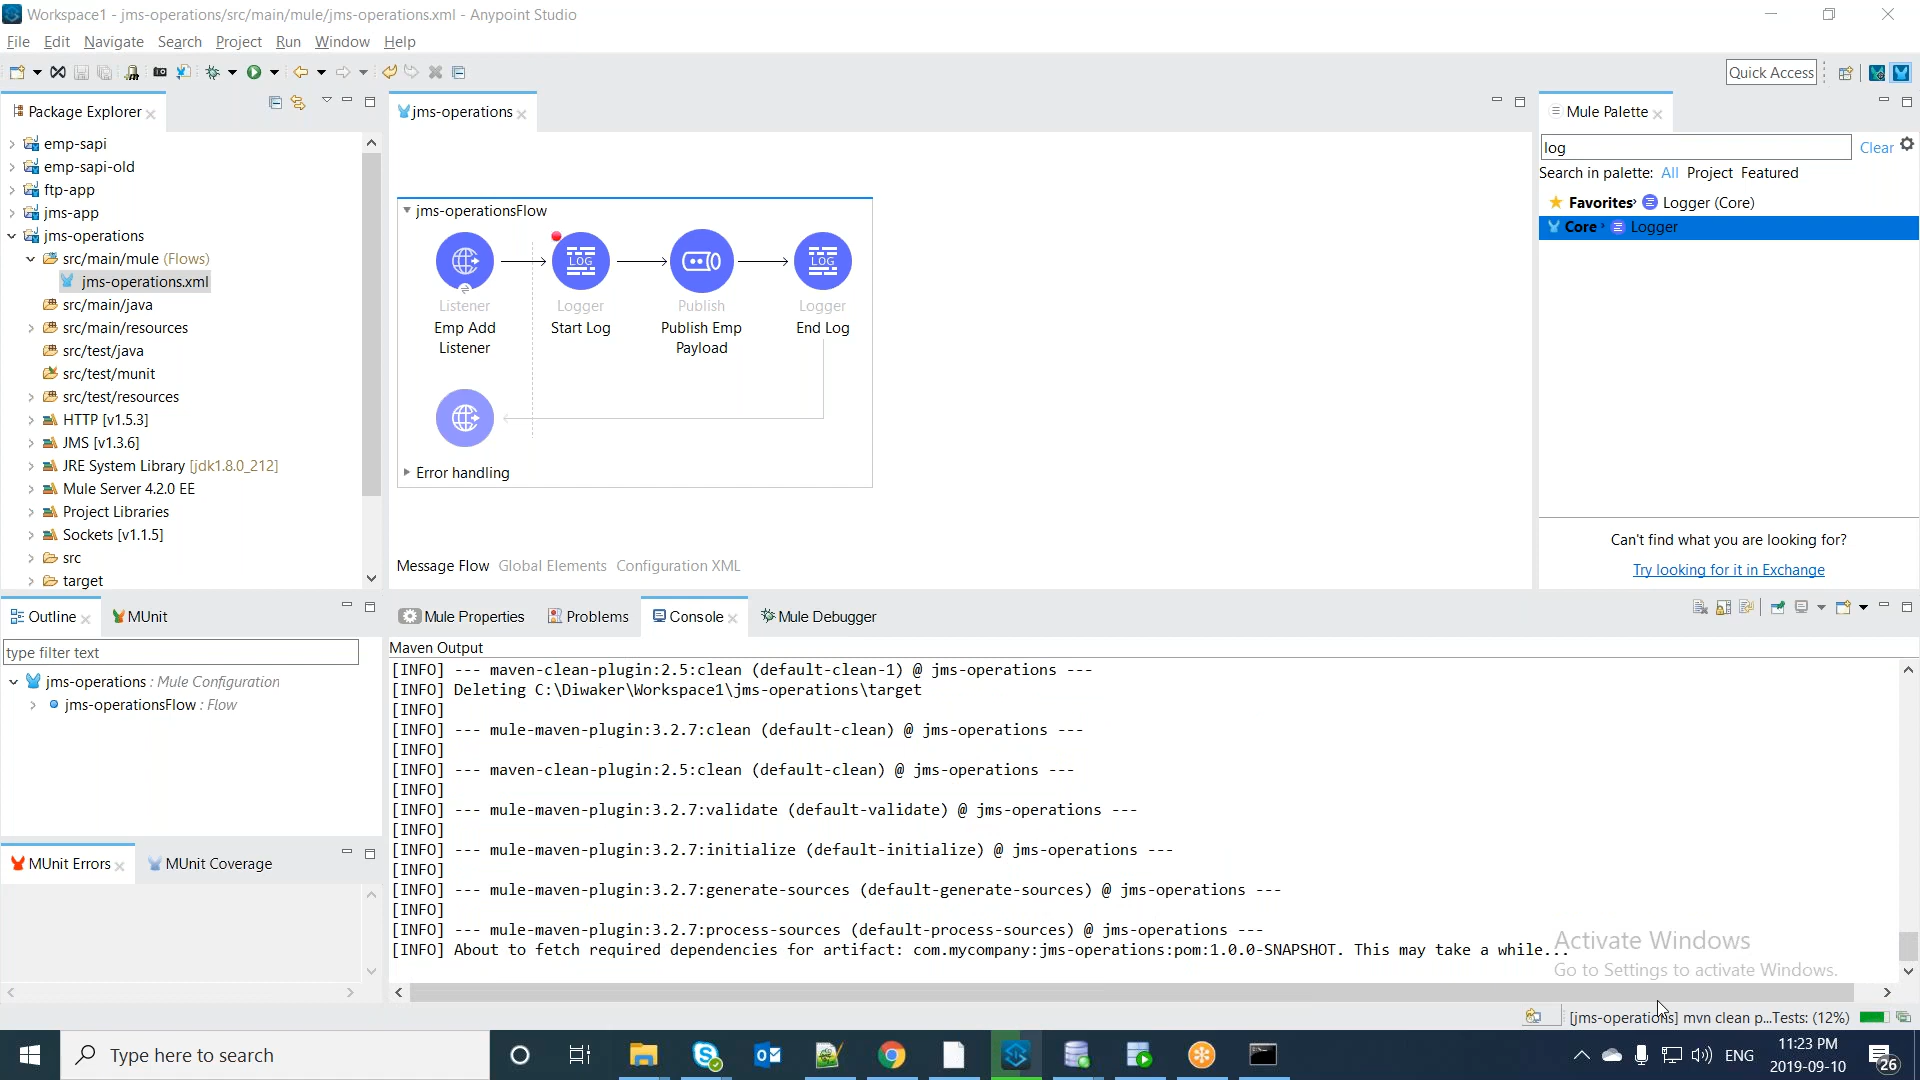 Workspace1 - jms-operations/src/main/mule/jms-operations.xml - Anypoint Studio
File Edit Navigate Search Project Run Window Help
Quick Access
Package Explorer
emp-sapi
emp-sapi-old
ftp-app
jms-app
jms-operations
src/main/mule (Flows)
jms-operations.xml
src/main/java
src/main/resources
src/test/java
src/test/munit
src/test/resources
HTTP [v1.5.3]
JMS [v1.3.6]
JRE System Library [jdk1.8.0_212]
Mule Server 4.2.0 EE
Project Libraries
Sockets [v1.1.5]
src
target
jms-operations
jms-operationsFlow
LOG
LOG
Listener
Emp Add
Listener
Logger
Start Log
Publish
Publish Emp
Payload
Logger
End Log
Error handling
Message Flow Global Elements Configuration XML
Mule Palette
log
Clear
Search in palette: All Project Featured
Favorites Logger (Core)
Core Logger
Can't find what you are looking for?
Try looking for it in Exchange
Outline MUnit
type filter text
jms-operations : Mule Configuration
jms-operationsFlow : Flow
MUnit Errors MUnit Coverage
Mule Properties Problems Console Mule Debugger
Maven Output
[INFO] --- maven-clean-plugin:2.5:clean (default-clean-1) @ jms-operations ---
[INFO] Deleting C:\Diwaker\Workspace1\jms-operations\target
[INFO]
[INFO] --- mule-maven-plugin:3.2.7:clean (default-clean) @ jms-operations ---
[INFO]
[INFO] --- maven-clean-plugin:2.5:clean (default-clean) @ jms-operations ---
[INFO]
[INFO] --- mule-maven-plugin:3.2.7:validate (default-validate) @ jms-operations ---
[INFO]
[INFO] --- mule-maven-plugin:3.2.7:initialize (default-initialize) @ jms-operations ---
[INFO]
[INFO] --- mule-maven-plugin:3.2.7:generate-sources (default-generate-sources) @ jms-operations ---
[INFO]
[INFO] --- mule-maven-plugin:3.2.7:process-sources (default-process-sources) @ jms-operations ---
[INFO] About to fetch required dependencies for artifact: com.mycompany:jms-operations:pom:1.0.0-SNAPSHOT. This may take a while...
Activate Windows
Go to Settings to activate Windows.
[jms-operations] mvn clean p...Tests: (12%)
Type here to search
ENG
11:23 PM
2019-09-10
26